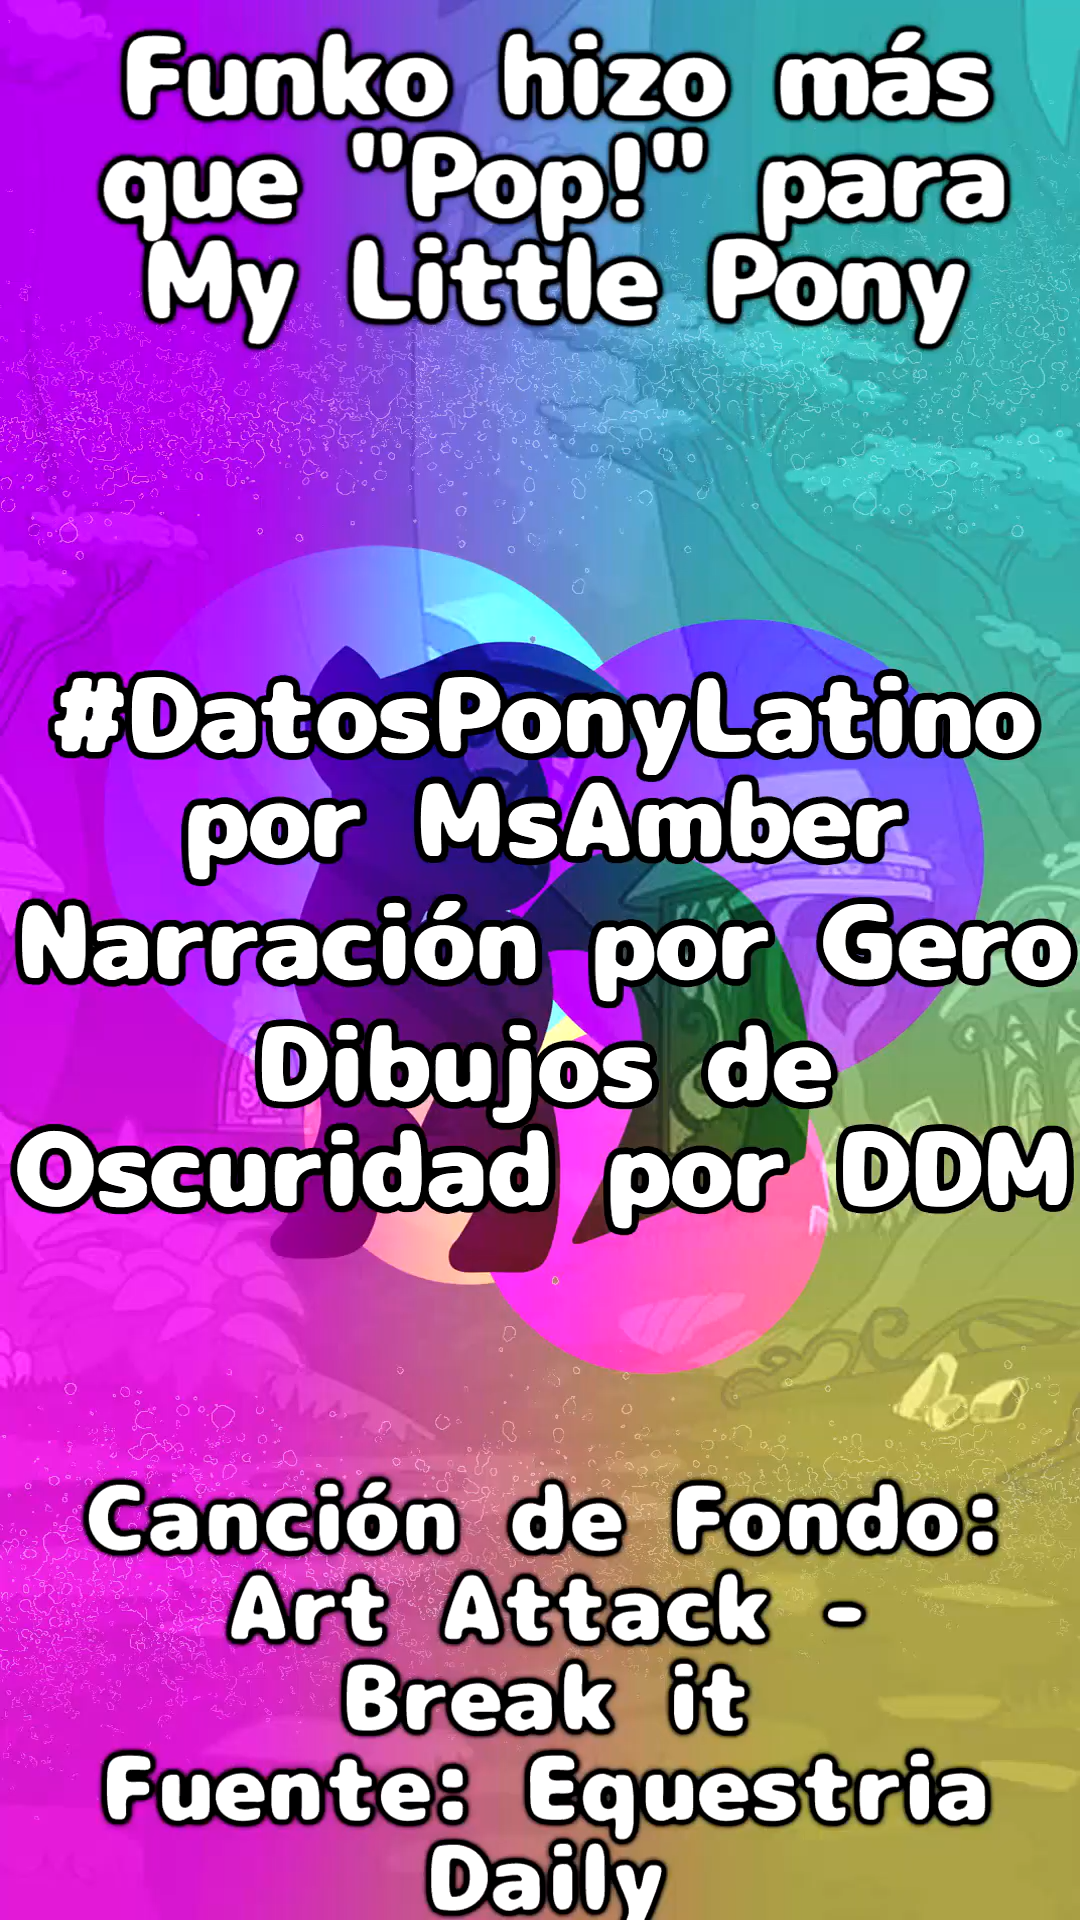 Funko hizo más
que "Pop!" para
My Little Pony
#DatosPonyLatino
por MsAmber
Narración por Gero
Dibujos de
Oscuridad por DDM
Canción de Fondo:
Art Attack -
Break it
Fuente: Equestria
Daily